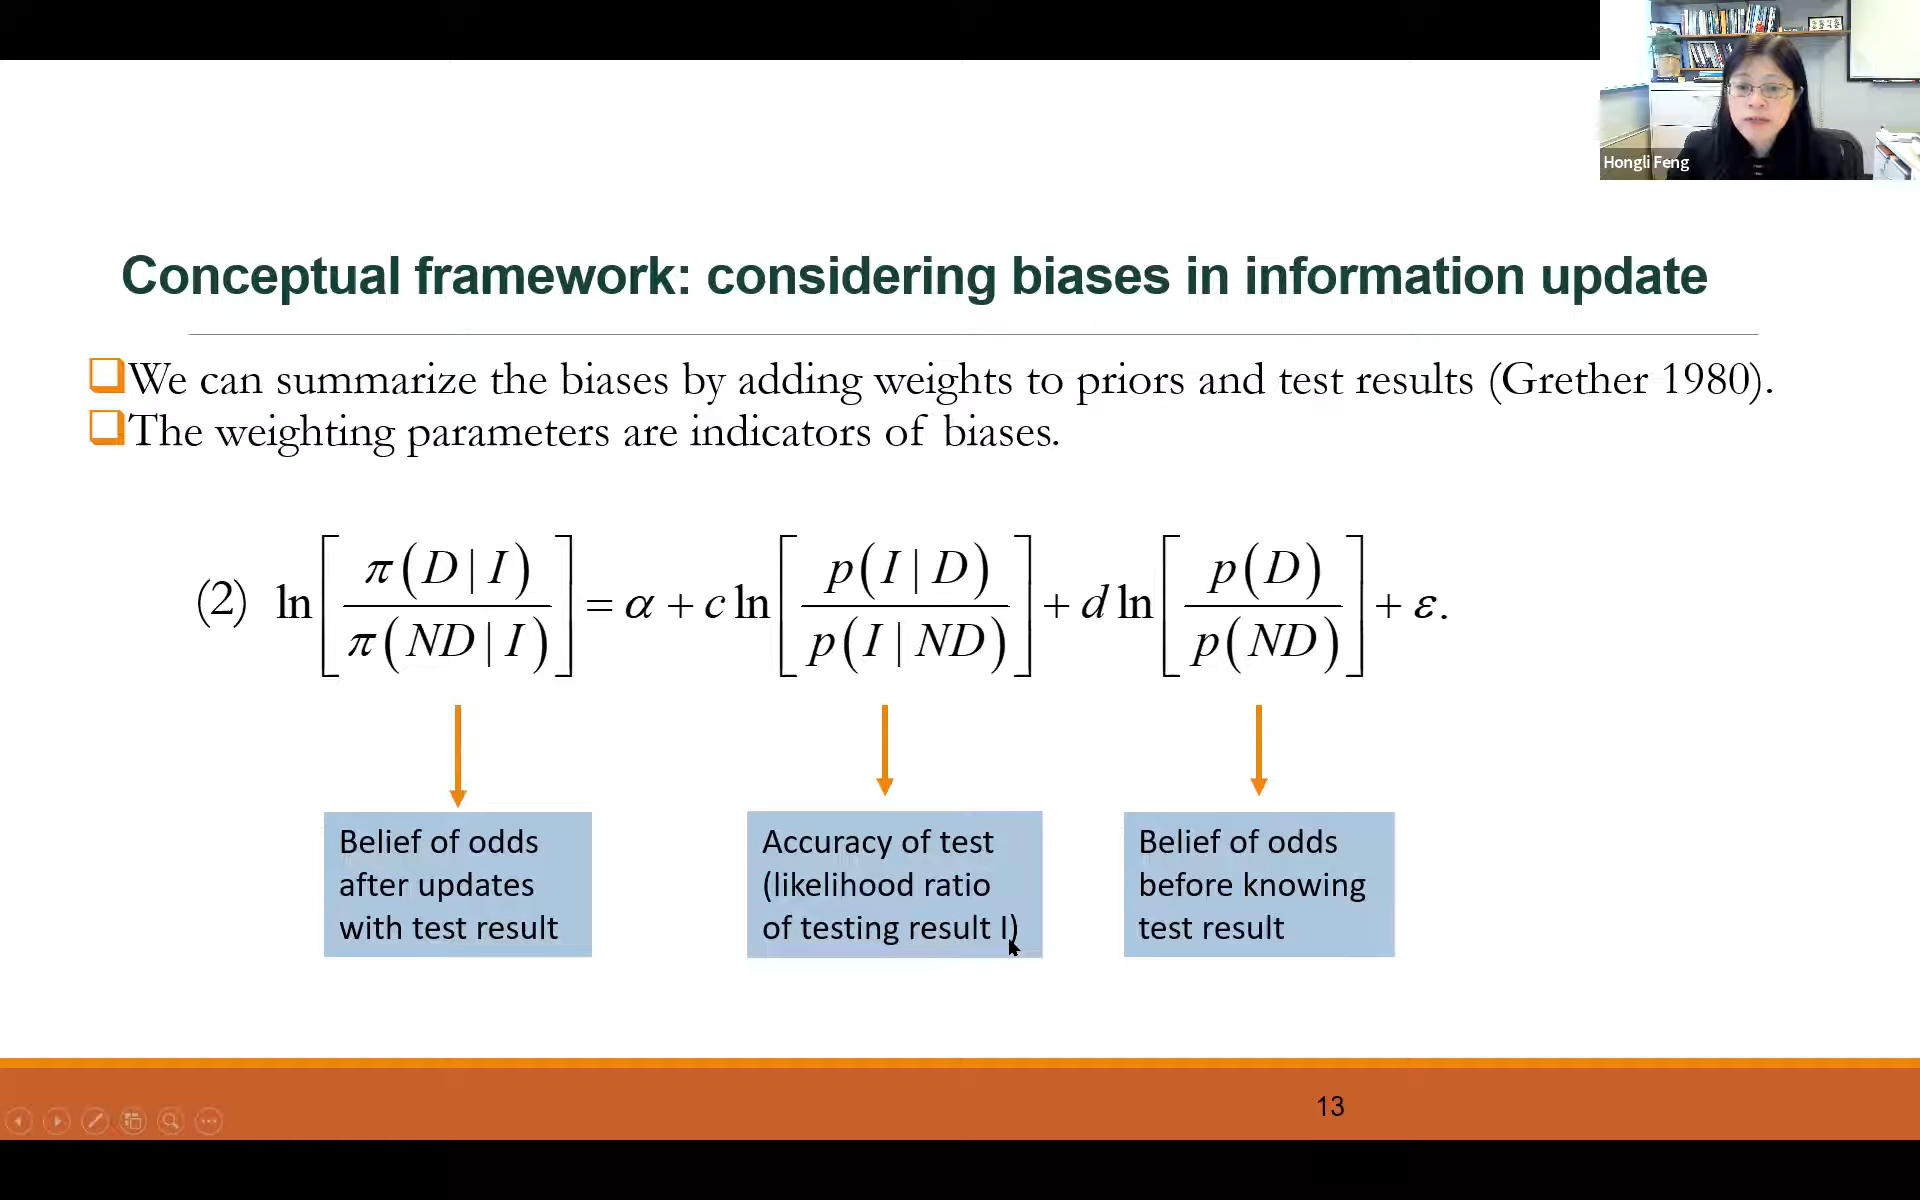 Hongli Feng
Conceptual framework: considering biases in information update
We can summarize the biases by adding weights to priors and test results (Grether 1980).
The weighting parameters are indicators of biases.
(2) ln[π(D | I) / π(ND | I)] = α + c ln[p(I | D) / p(I | ND)] + d ln[p(D) / p(ND)] + ε.
Belief of odds
after updates
with test result
Accuracy of test
(likelihood ratio
of testing result I)
Belief of odds
before knowing
test result
13